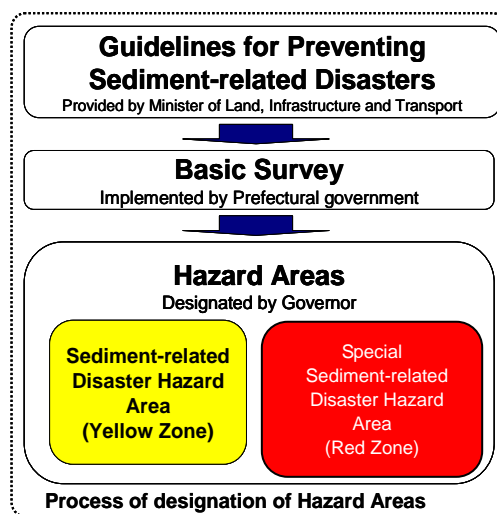 Guidelines for Preventing
Sediment-related Disasters
Provided by Minister of Land, Infrastructure and Transport
Basic Survey
Implemented by Prefectural government
Hazard Areas
Designated by Governor
Sediment-related
Disaster Hazard
Area
(Yellow Zone)
Special
Sediment-related
Disaster Hazard
Area
(Red Zone)
Process of designation of Hazard Areas